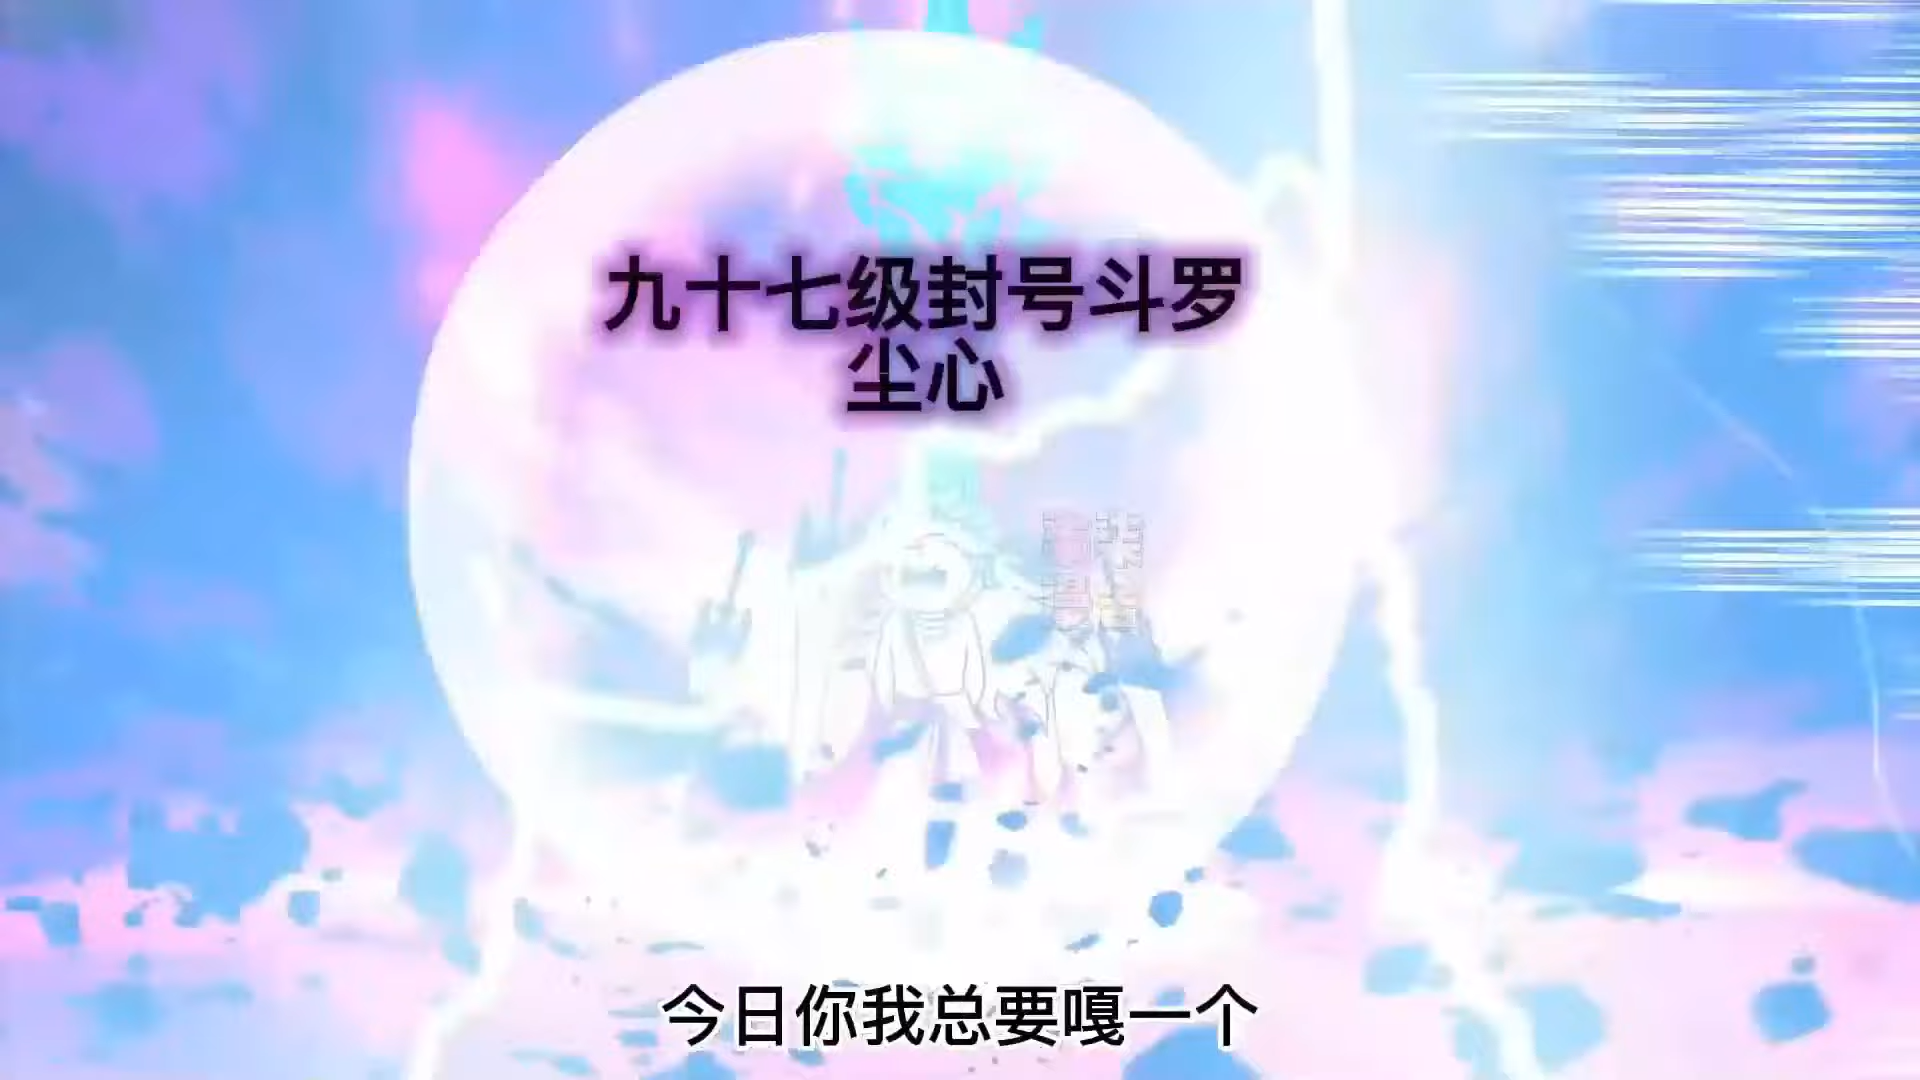 九十七级封号斗罗
尘心
今日你我总要嘎一个